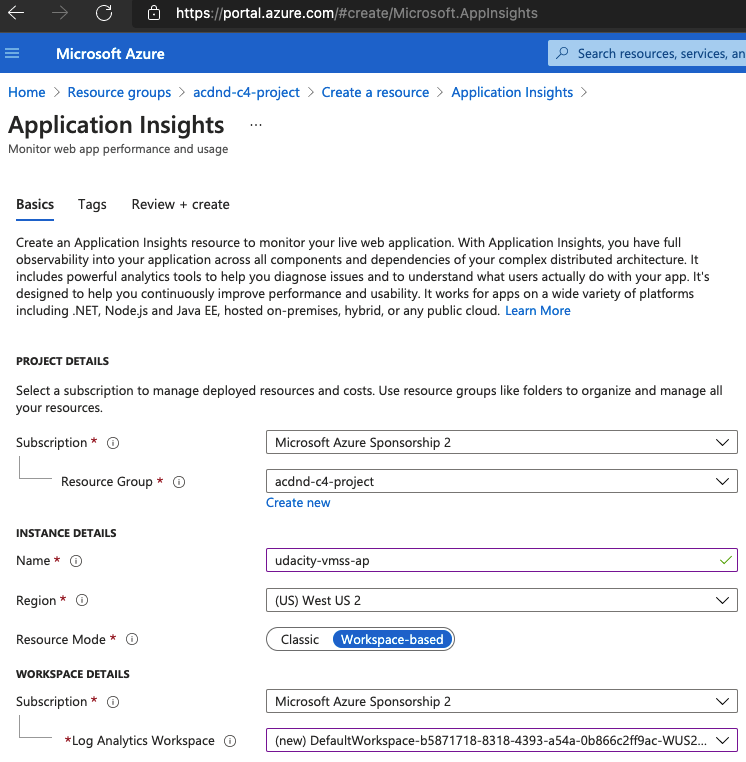 https://portal.azure.com/#create/Microsoft.AppInsights
Microsoft Azure
Search resources, services, an
Home > Resource groups > acdnd-c4-project > Create a resource > Application Insights >
Application Insights ...
Monitor web app performance and usage
Basics Tags Review + create
Create an Application Insights resource to monitor your live web application. With Application Insights, you have full
observability into your application across all components and dependencies of your complex distributed architecture. It
includes powerful analytics tools to help you diagnose issues and to understand what users actually do with your app. It's
designed to help you continuously improve performance and usability. It works for apps on a wide variety of platforms
including .NET, Node.js and Java EE, hosted on-premises, hybrid, or any public cloud. Learn More
PROJECT DETAILS
Select a subscription to manage deployed resources and costs. Use resource groups like folders to organize and manage all
your resources.
Subscription * Microsoft Azure Sponsorship 2
Resource Group * acdnd-c4-project
Create new
INSTANCE DETAILS
Name * udacity-vmss-ap
Region * (US) West US 2
Resource Mode * Classic Workspace-based
WORKSPACE DETAILS
Subscription * Microsoft Azure Sponsorship 2
*Log Analytics Workspace (new) DefaultWorkspace-b5871718-8318-4393-a54a-0b866c2ff9ac-WUS2...